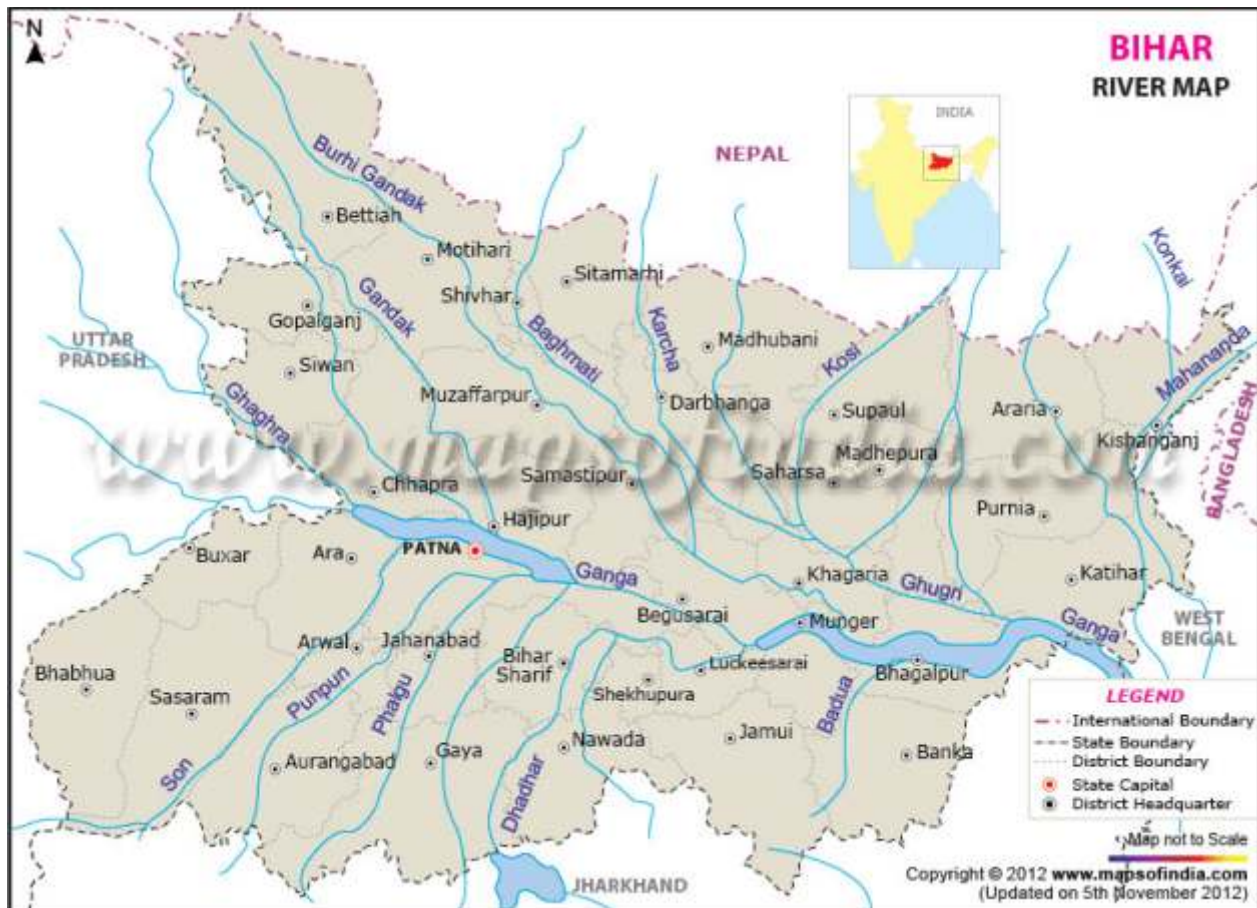 N
BIHAR
RIVER MAP
INDIA
NEPAL
Burhi Gandak
Bettiah
Motihari
Sitamarhi
Shivhar
Gopalganj
Gandak
Baghmati
Karcha
Madhubani
Kosi
Konkai
Mahananda
UTTAR
PRADESH
Siwan
Ghaghra
Muzaffarpur
Darbhanga
Supaul
Araria
Kishanganj
BANGLADESH
www.mapsofindia.com
Madhepura
Saharsa
Samastipur
Chhapra
Hajipur
Purnia
Buxar
Ara
PATNA
Ganga
Khagaria
Ghugri
Katihar
Begusarai
Munger
Ganga
WEST
BENGAL
Arwal
Jahanabad
Bihar
Sharif
Luckeesarai
Bhagalpur
Bhabhua
Sasaram
Punpun
Phalgu
Shekhupura
Badua
Son
Aurangabad
Gaya
Dhadhar
Nawada
Jamui
Banka
JHARKHAND
LEGEND
International Boundary
State Boundary
District Boundary
State Capital
District Headquarter
Map not to Scale
Copyright © 2012 www.mapsofindia.com
(Updated on 5th November 2012)